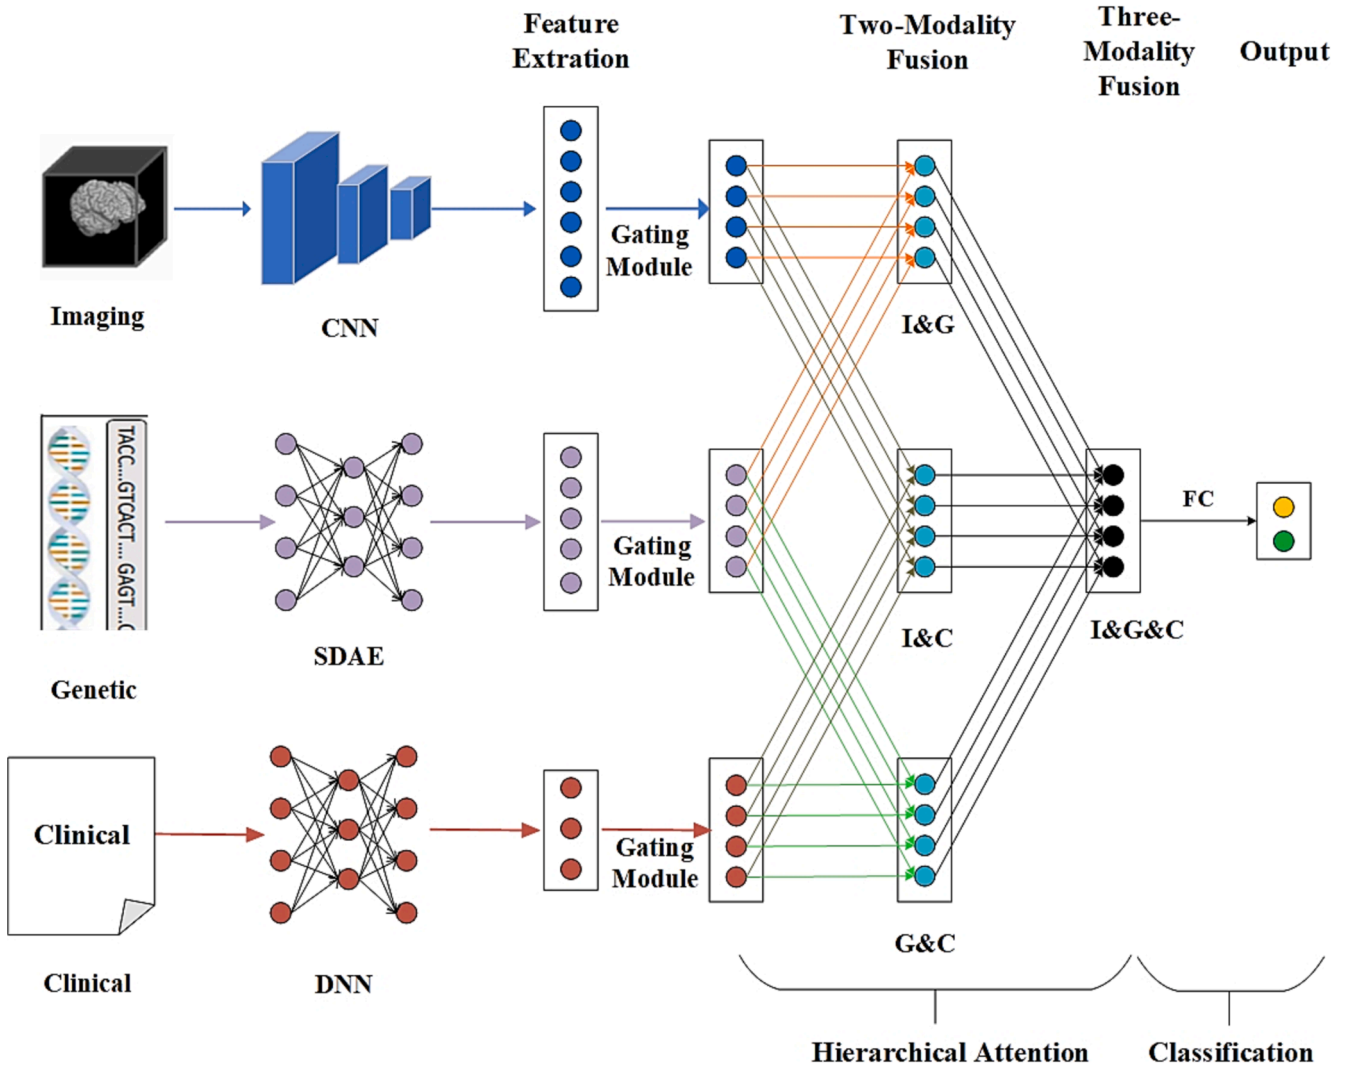 Feature
Extration
Two-Modality
Fusion
Three-
Modality
Fusion
Output
Imaging
CNN
Gating
Module
I&G
TACC...GTCACT.... GAGT....C
Genetic
SDAE
Gating
Module
I&C
FC
I&G&C
Clinical
Clinical
DNN
Gating
Module
G&C
Hierarchical Attention
Classification